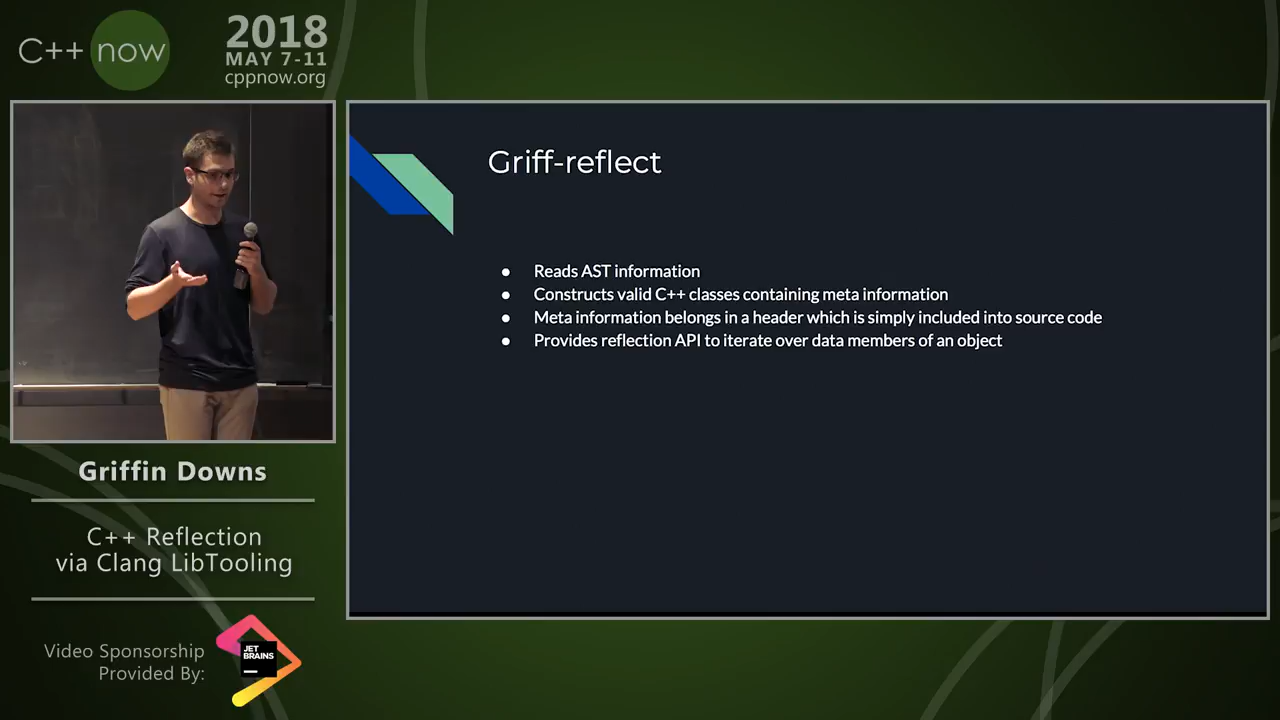 C++ now
2018
MAY 7-11
cppnow.org
Griff-reflect
● Reads AST information
● Constructs valid C++ classes containing meta information
● Meta information belongs in a header which is simply included into source code
● Provides reflection API to iterate over data members of an object
Griffin Downs
C++ Reflection
via Clang LibTooling
Video Sponsorship
Provided By:
JET
BRAINS